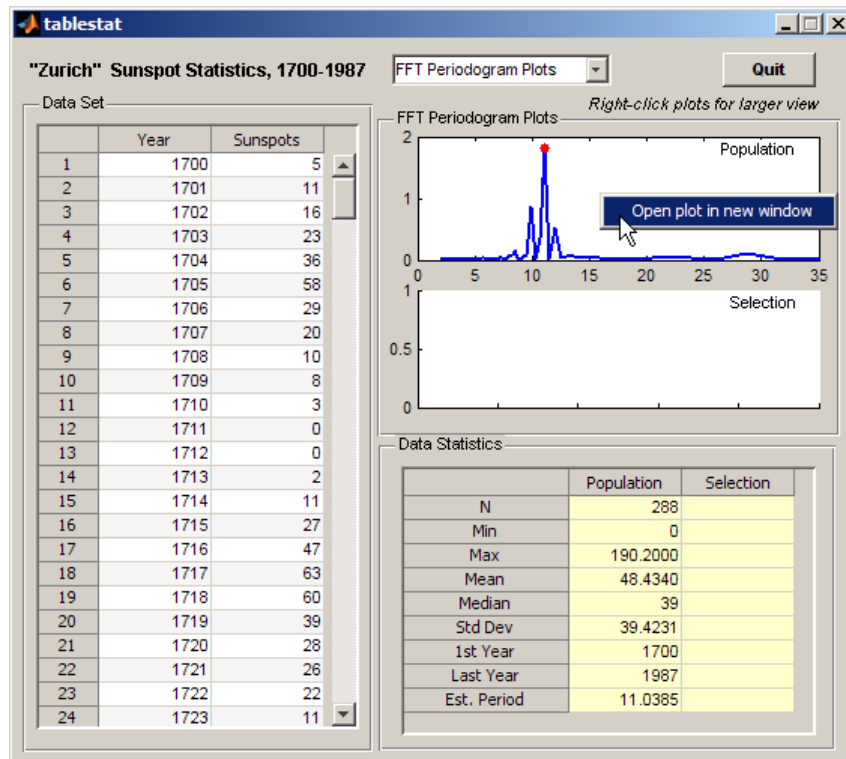 tablestat
"Zurich" Sunspot Statistics, 1700-1987
FFT Periodogram Plots
Quit
Right-click plots for larger view
Data Set
Year Sunspots
1 1700 5
2 1701 11
3 1702 16
4 1703 23
5 1704 36
6 1705 58
7 1706 29
8 1707 20
9 1708 10
10 1709 8
11 1710 3
12 1711 0
13 1712 0
14 1713 2
15 1714 11
16 1715 27
17 1716 47
18 1717 63
19 1718 60
20 1719 39
21 1720 28
22 1721 26
23 1722 22
24 1723 11
FFT Periodogram Plots
Population
2
1
0
0 5 10 15 20 25 30 35
Open plot in new window
Selection
1
0.5
0
Data Statistics
Population Selection
N 288
Min 0
Max 190.2000
Mean 48.4340
Median 39
Std Dev 39.4231
1st Year 1700
Last Year 1987
Est. Period 11.0385